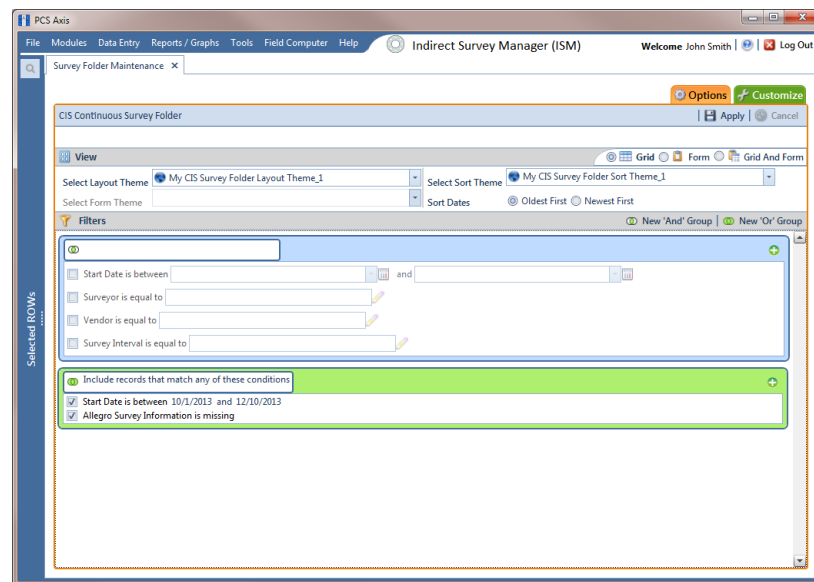 PCS Axis
File Modules Data Entry Reports / Graphs Tools Field Computer Help Indirect Survey Manager (ISM) Welcome John Smith | Log Out
Survey Folder Maintenance X
Options Customize
CIS Continuous Survey Folder | Apply | Cancel
View Grid Form Grid And Form
Select Layout Theme My CIS Survey Folder Layout Theme_1 Select Sort Theme My CIS Survey Folder Sort Theme_1
Select Form Theme Sort Dates Oldest First Newest First
Filters New 'And' Group | New 'Or' Group
Start Date is between and
Surveyor is equal to
Vendor is equal to
Survey Interval is equal to
Selected ROWs
Include records that match any of these conditions
Start Date is between 10/1/2013 and 12/10/2013
Allegro Survey Information is missing